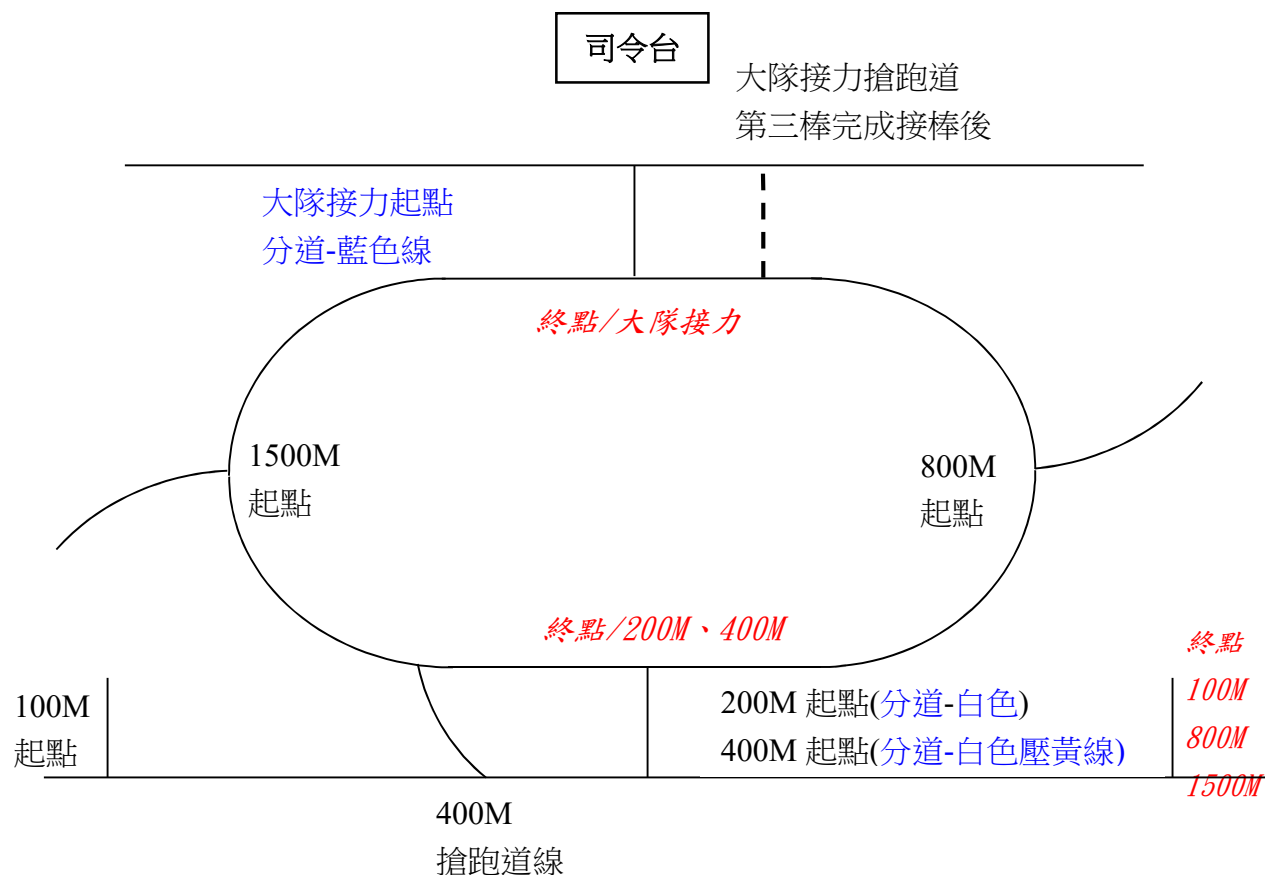 司令台
大隊接力搶跑道
第三棒完成接棒後
大隊接力起點
分道-藍色線
終點/大隊接力
1500M
起點
800M
起點
終點/200M、400M
終點
100M
800M
1500M
100M
起點
200M 起點(分道-白色)
400M 起點(分道-白色壓黃線)
400M
搶跑道線